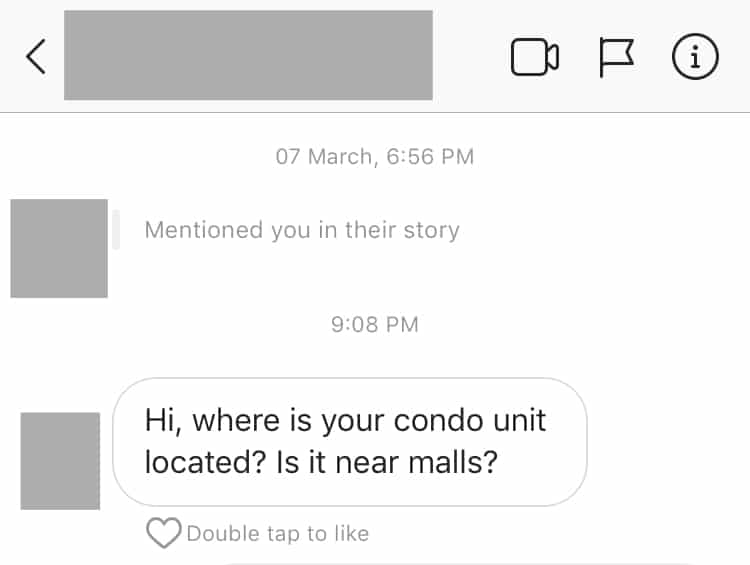 07 March, 6:56 PM
Mentioned you in their story
9:08 PM
Hi, where is your condo unit
located? Is it near malls?
Double tap to like